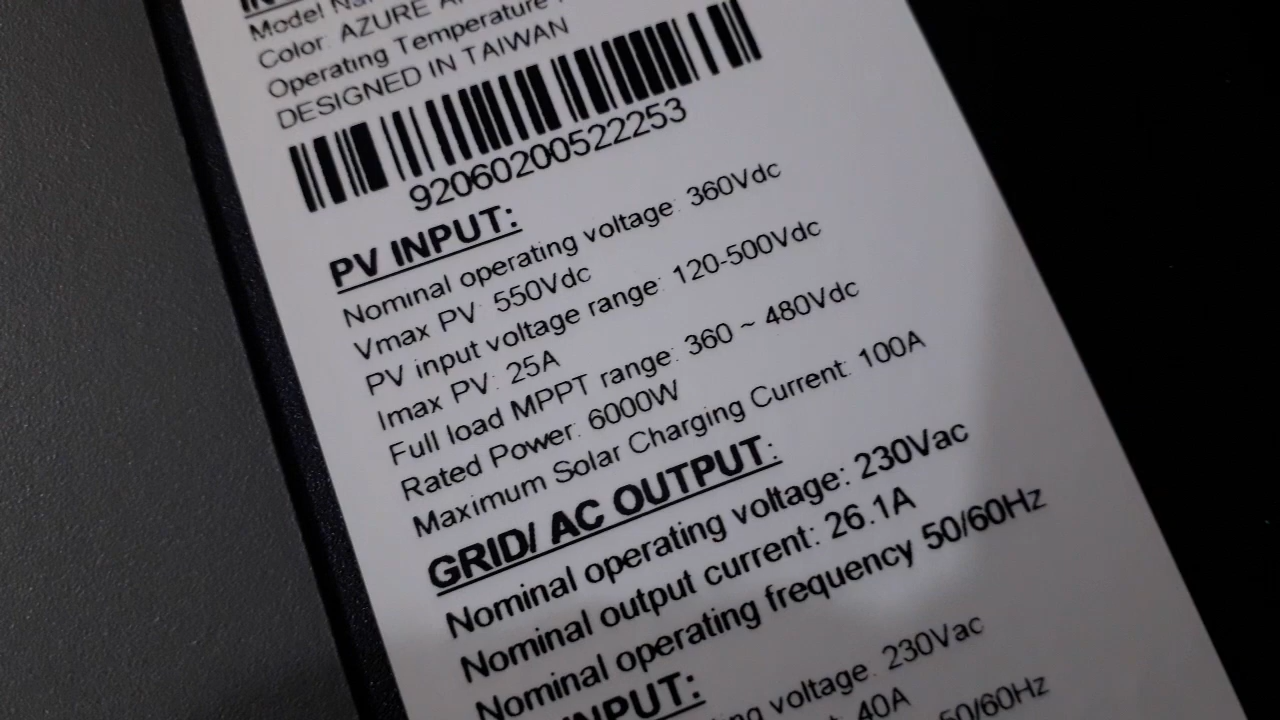 Model
Color: AZURE
Operating Temperature
DESIGNED IN TAIWAN
92060200522253
PV INPUT:
Nominal operating voltage: 360Vdc
Vmax PV: 550Vdc
PV input voltage range: 120-500Vdc
Imax PV: 25A
Full load MPPT range: 360 ~ 480Vdc
Rated Power: 6000W
Maximum Solar Charging Current: 100A
GRID/ AC OUTPUT:
Nominal operating voltage: 230Vac
Nominal output current: 26.1A
Nominal operating frequency 50/60Hz
INPUT:
voltage: 230Vac
40A
50/60Hz